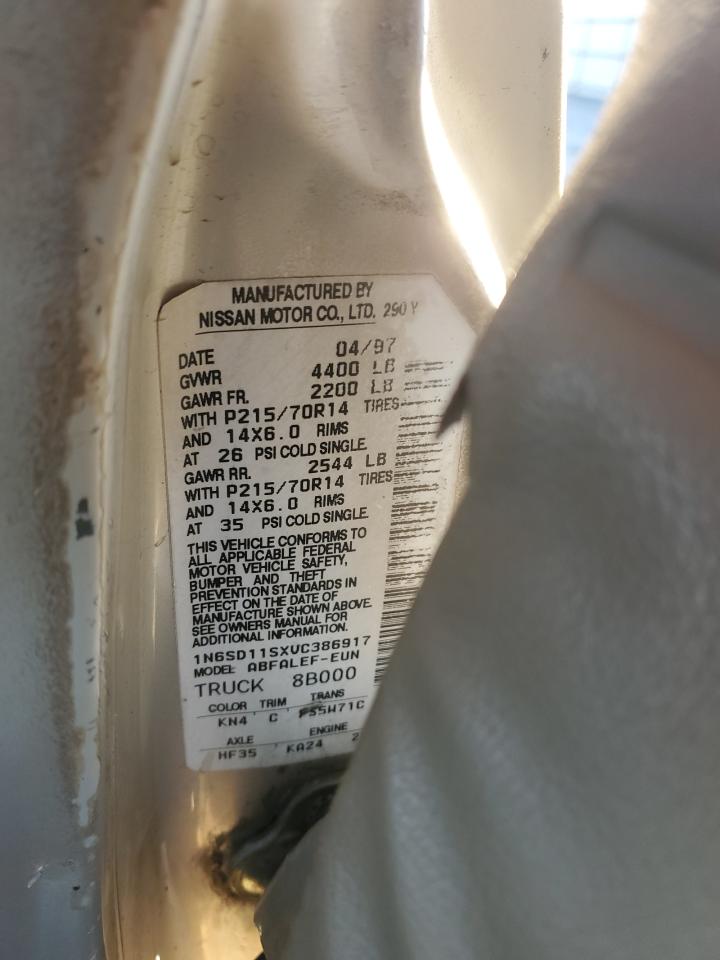 MANUFACTURED BY
NISSAN MOTOR CO., LTD. 290Y
DATE 04/97
GVWR 4400 LB
GAWR FR. 2200 LB
WITH P215/70R14 TIRES
AND 14X6.0 RIMS
AT 26 PSI COLD SINGLE
GAWR RR. 2544 LB
WITH P215/70R14 TIRES
AND 14X6.0 RIMS
AT 35 PSI COLD SINGLE
THIS VEHICLE CONFORMS TO
ALL APPLICABLE FEDERAL
MOTOR VEHICLE SAFETY,
BUMPER AND THEFT
PREVENTION STANDARDS IN
EFFECT ON THE DATE OF
MANUFACTURE SHOWN ABOVE.
SEE OWNERS MANUAL FOR
ADDITIONAL INFORMATION.
1N6SD11SXVC386917
MODEL: ABFALEF-EUN
TRUCK 8B000
COLOR TRIM TRANS
KN4 C FS5W71C
AXLE ENGINE
HF35 KA24 2